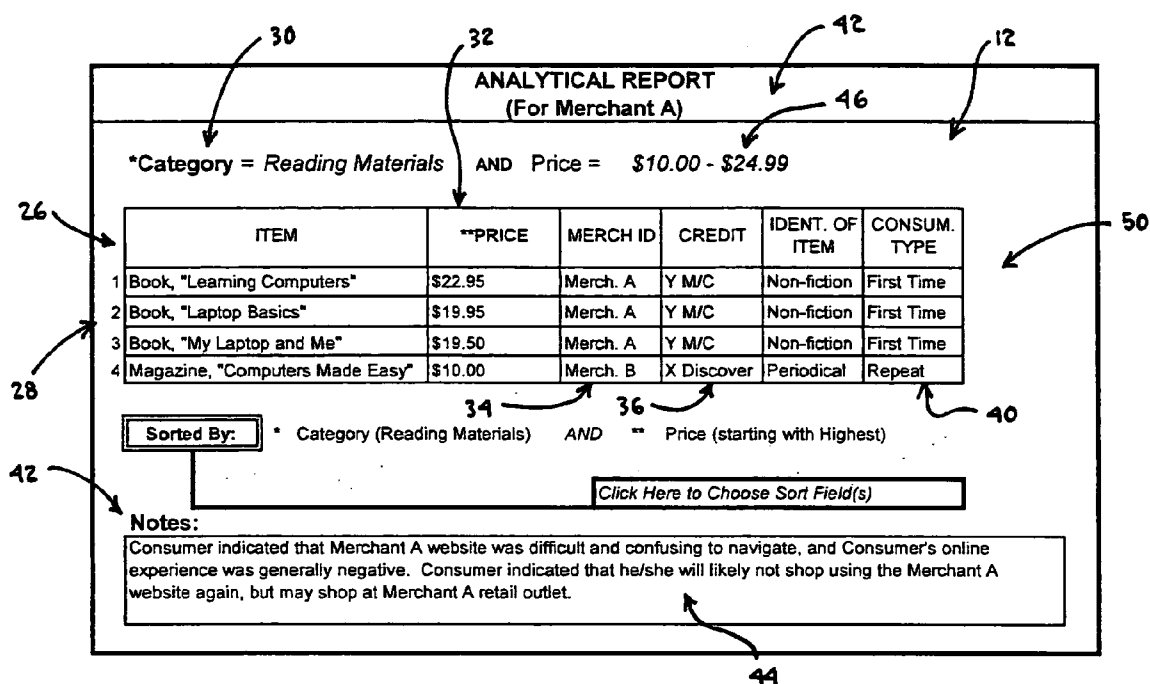 30
32
42
12
ANALYTICAL REPORT
(For Merchant A)
46
*Category = Reading Materials AND Price = $10.00 - $24.99
26
50
ITEM **PRICE MERCH ID CREDIT IDENT. OF ITEM CONSUM. TYPE
1 Book, "Learning Computers" $22.95 Merch. A Y M/C Non-fiction First Time
2 Book, "Laptop Basics" $19.95 Merch. A Y M/C Non-fiction First Time
3 Book, "My Laptop and Me" $19.50 Merch. A Y M/C Non-fiction First Time
4 Magazine, "Computers Made Easy" $10.00 Merch. B X Discover Periodical Repeat
28
34
36
40
Sorted By: * Category (Reading Materials) AND ** Price (starting with Highest)
42
Click Here to Choose Sort Field(s)
Notes:
Consumer indicated that Merchant A website was difficult and confusing to navigate, and Consumer's online
experience was generally negative. Consumer indicated that he/she will likely not shop using the Merchant A
website again, but may shop at Merchant A retail outlet.
44